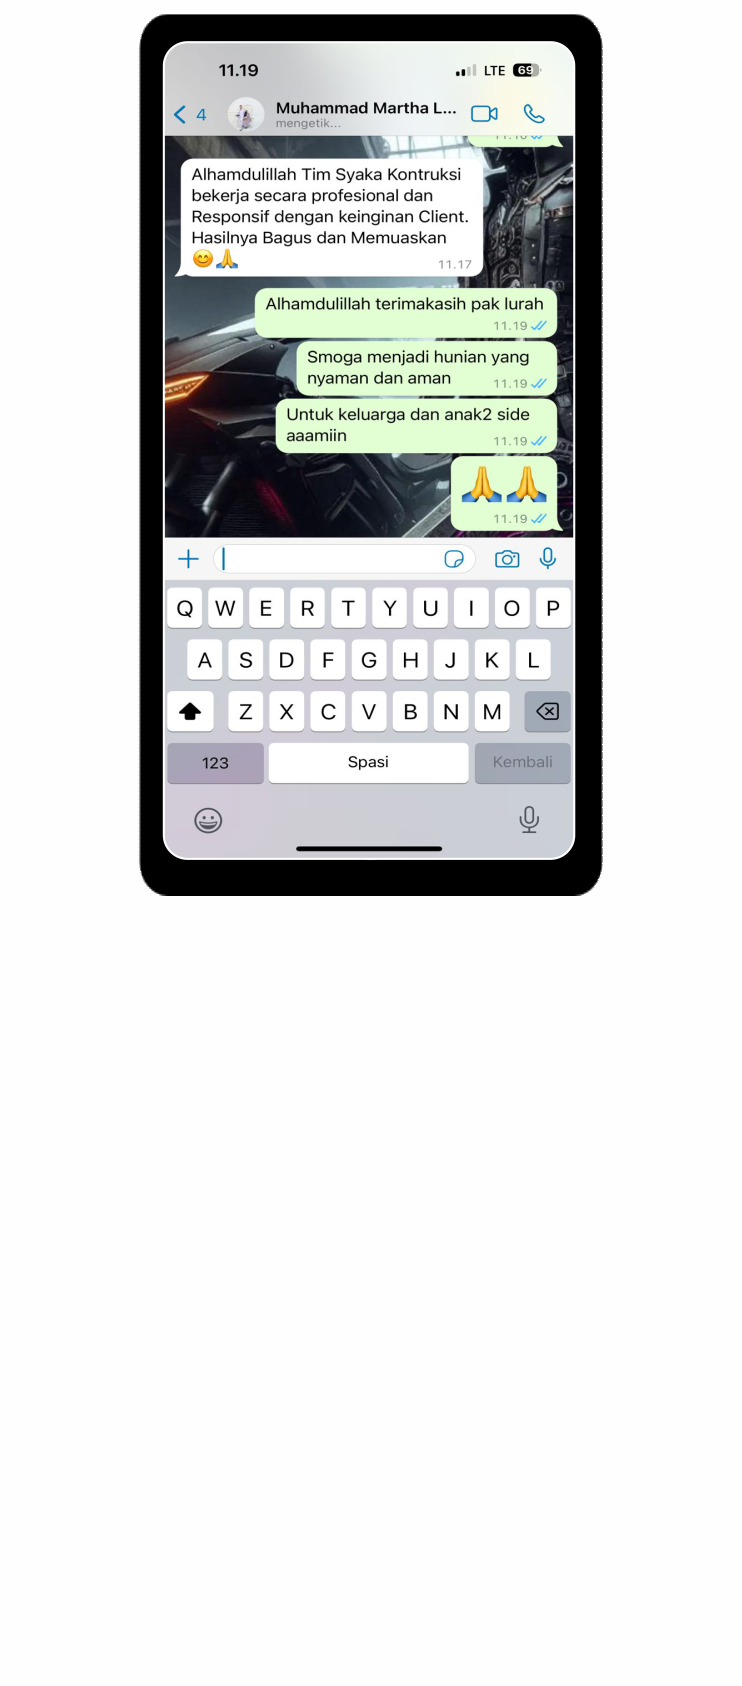 11.19
LTE 69
4
Muhammad Martha L...
mengetik...
Alhamdulillah Tim Syaka Kontruksi
bekerja secara profesional dan
Responsif dengan keinginan Client.
Hasilnya Bagus dan Memuaskan
😊🙏
11.17
Alhamdulillah terimakasih pak lurah
11.19
Smoga menjadi hunian yang
nyaman dan aman
11.19
Untuk keluarga dan anak2 side
aaamiin
11.19
🙏🙏
11.19
Q W E R T Y U I O P
A S D F G H J K L
Z X C V B N M
123 Spasi Kembali